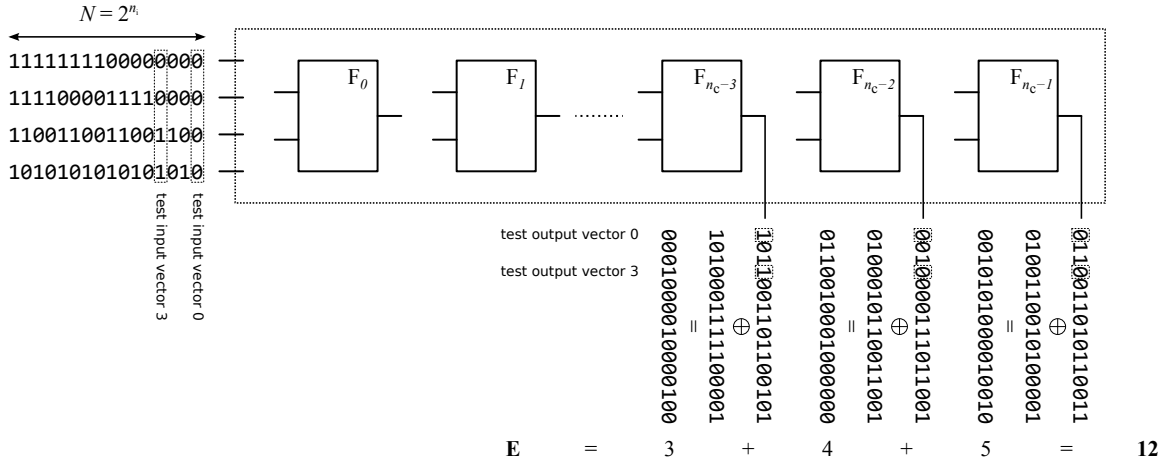 N = 2^{n_i}
1111111100000000
1111000011110000
1100110011001100
1010101010101010
test input vector 3
test input vector 0
F_0
F_1
F_{n_c−3}
F_{n_c−2}
F_{n_c−1}
test output vector 0
test output vector 3
0001000010000100
=
1010001111100001
⊕
1011001101100101
0110010001000000
=
0100010110011001
⊕
0010000111011001
0010101000010010
=
0100110010100001
⊕
0110011010110011
E = 3 + 4 + 5 = 12